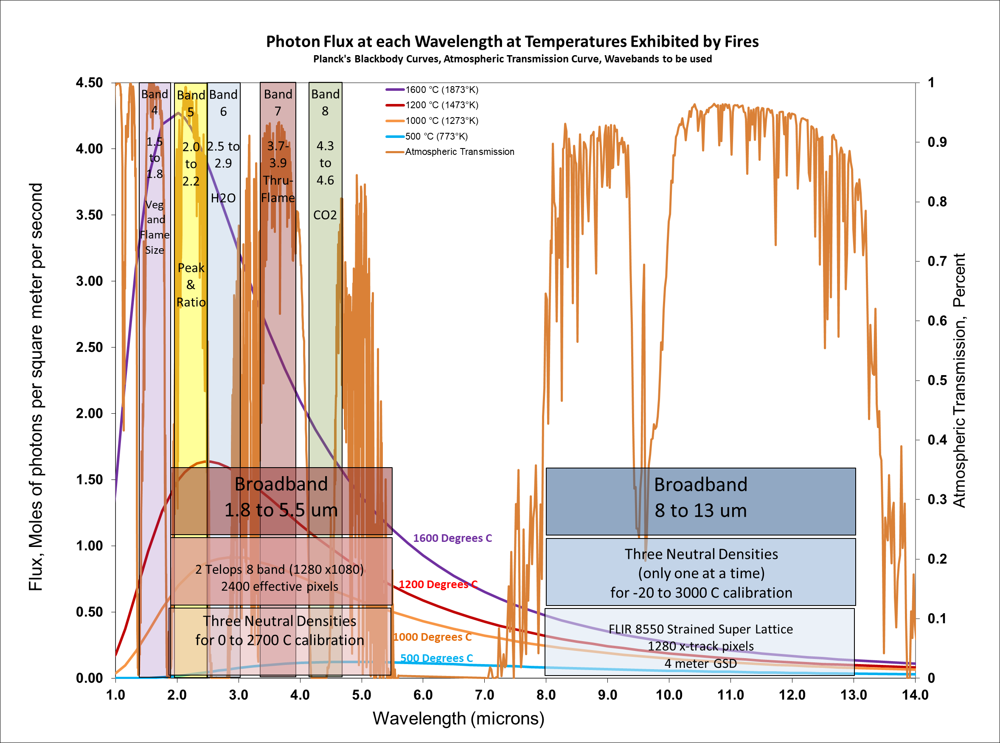 Photon Flux at each Wavelength at Temperatures Exhibited by Fires
Planck's Blackbody Curves, Atmospheric Transmission Curve, Wavebands to be used
Flux, Moles of photons per square meter per second
4.50
4.00
3.50
3.00
2.50
2.00
1.50
1.00
0.50
0.00
Band
4
1.5
to
1.8
Veg
and
Flame
Size
Band
5
2.0
to
2.2
Peak
&
Ratio
Band
6
2.5 to
2.9
H2O
Band
7
3.7-
3.9
Thru-
Flame
Band
8
4.3
to
4.6
CO2
1600 °C (1873°K)
1200 °C (1473°K)
1000 °C (1273°K)
500 °C (773°K)
Atmospheric Transmission
Broadband
1.8 to 5.5 um
2 Telops 8 band (1280 x1080)
2400 effective pixels
Three Neutral Densities
for 0 to 2700 C calibration
1600 Degrees C
1200 Degrees C
1000 Degrees C
500 Degrees C
Broadband
8 to 13 um
Three Neutral Densities
(only one at a time)
for -20 to 3000 C calibration
FLIR 8550 Strained Super Lattice
1280 x-track pixels
4 meter GSD
1
0.9
0.8
0.7
0.6
0.5
0.4
0.3
0.2
0.1
0
Atmospheric Transmission, Percent
1.0 2.0 3.0 4.0 5.0 6.0 7.0 8.0 9.0 10.0 11.0 12.0 13.0 14.0
Wavelength (microns)